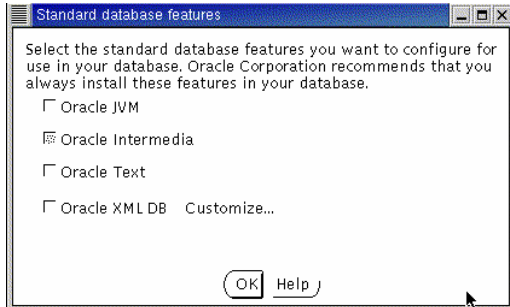 Standard database features
Select the standard database features you want to configure for
use in your database. Oracle Corporation recommends that you
always install these features in your database.
Oracle JVM
Oracle Intermedia
Oracle Text
Oracle XML DB Customize...
OK Help